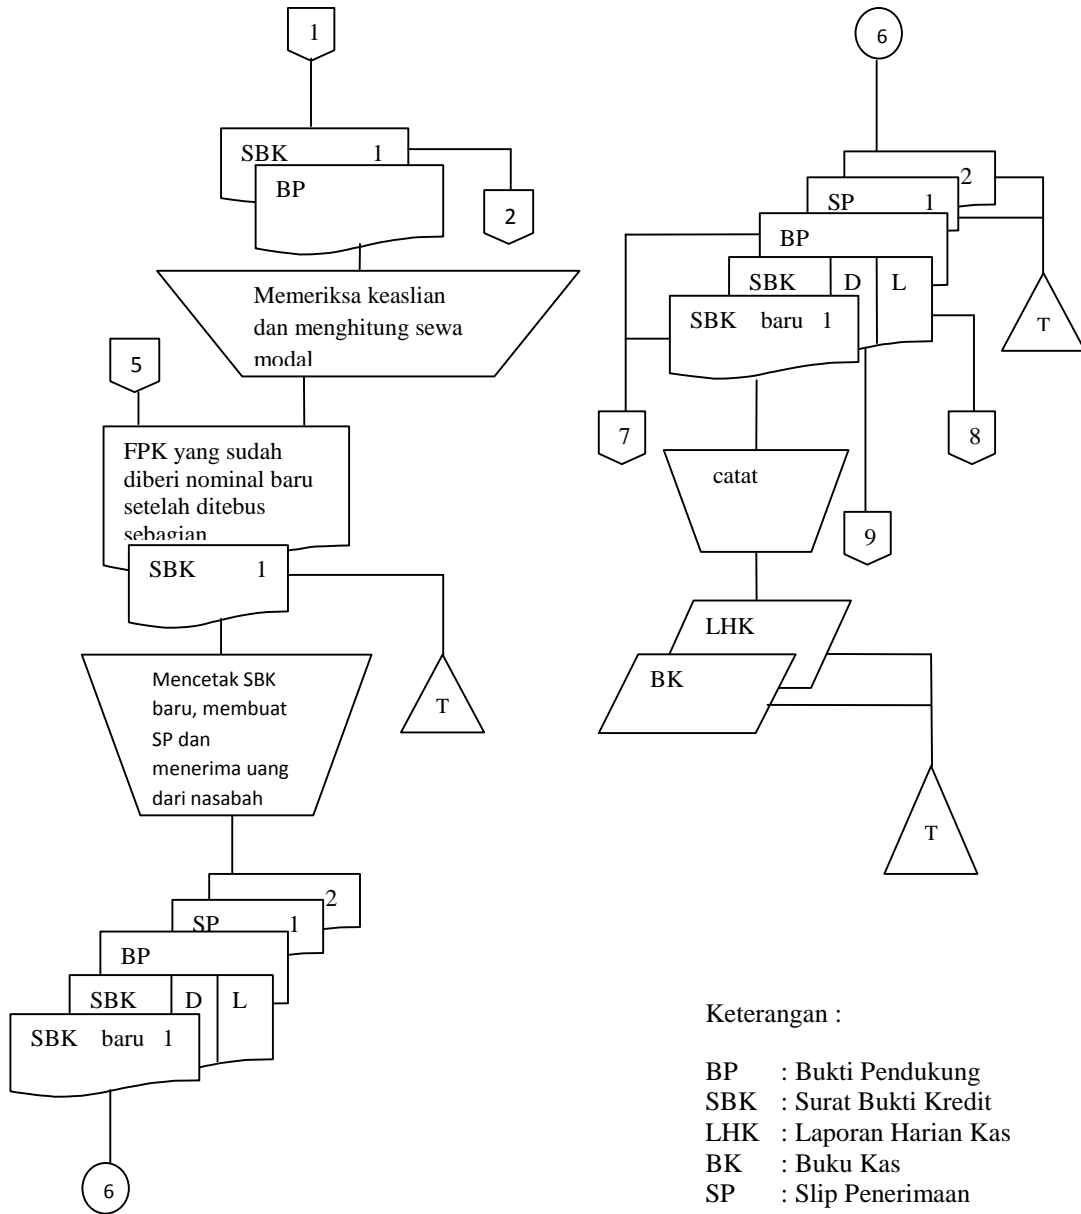 1
SBK 1
BP
2
Memeriksa keaslian
dan menghitung sewa
modal
5
FPK yang sudah
diberi nominal baru
setelah ditebus
sebagian
SBK 1
Mencetak SBK
baru, membuat
SP dan
menerima uang
dari nasabah
T
2
SP 1
BP
SBK D L
SBK baru 1
6
6
2
SP 1
BP
SBK D L
SBK baru 1
T
7
8
catat
9
LHK
BK
T
Keterangan :
BP : Bukti Pendukung
SBK : Surat Bukti Kredit
LHK : Laporan Harian Kas
BK : Buku Kas
SP : Slip Penerimaan